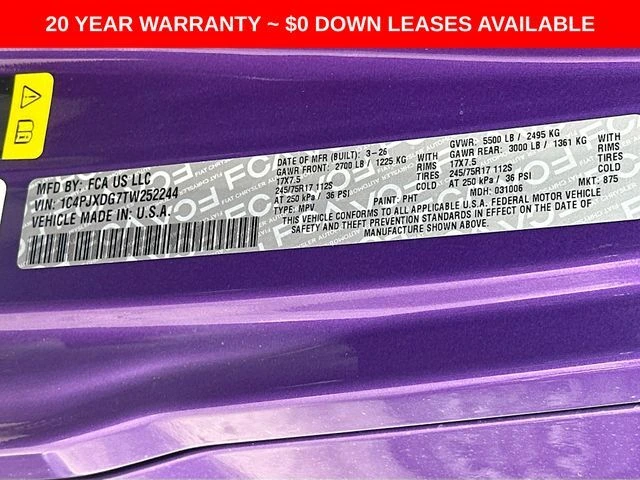 20 YEAR WARRANTY ~ $0 DOWN LEASES AVAILABLE
MFD BY: FCA US LLC
VIN: 1C4PJXDG7TW252244
VEHICLE MADE IN U.S.A.
DATE OF MFR (BUILT): 3-26
GAWR FRONT: 2700 LB / 1225 KG
17X7.5
245/75R17 112S
AT 250 kPa / 36 PSI
TYPE: MPV
WITH
RIMS
TIRES
COLD
PAINT: PHT
GVWR: 5500 LB / 2495 KG
GAWR REAR: 3000 LB / 1361 KG
17X7.5
245/75R17 112S
AT 250 kPa / 36 PSI
MDH: 031006
WITH
RIMS
TIRES
COLD
MKT: 875
THIS VEHICLE CONFORMS TO ALL APPLICABLE U.S.A. FEDERAL MOTOR VEHICLE
SAFETY AND THEFT PREVENTION STANDARDS IN EFFECT ON THE DATE OF
MANUFACTURE SHOWN ABOVE.